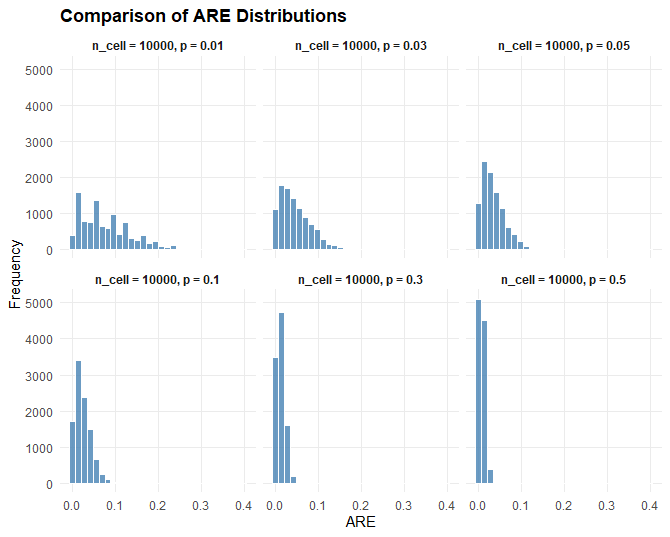 Comparison of ARE Distributions
n_cell = 10000, p = 0.01
n_cell = 10000, p = 0.03
n_cell = 10000, p = 0.05
5000
4000
3000
2000
1000
0
Frequency
n_cell = 10000, p = 0.1
n_cell = 10000, p = 0.3
n_cell = 10000, p = 0.5
5000
4000
3000
2000
1000
0
0.0 0.1 0.2 0.3 0.4
0.0 0.1 0.2 0.3 0.4
0.0 0.1 0.2 0.3 0.4
ARE